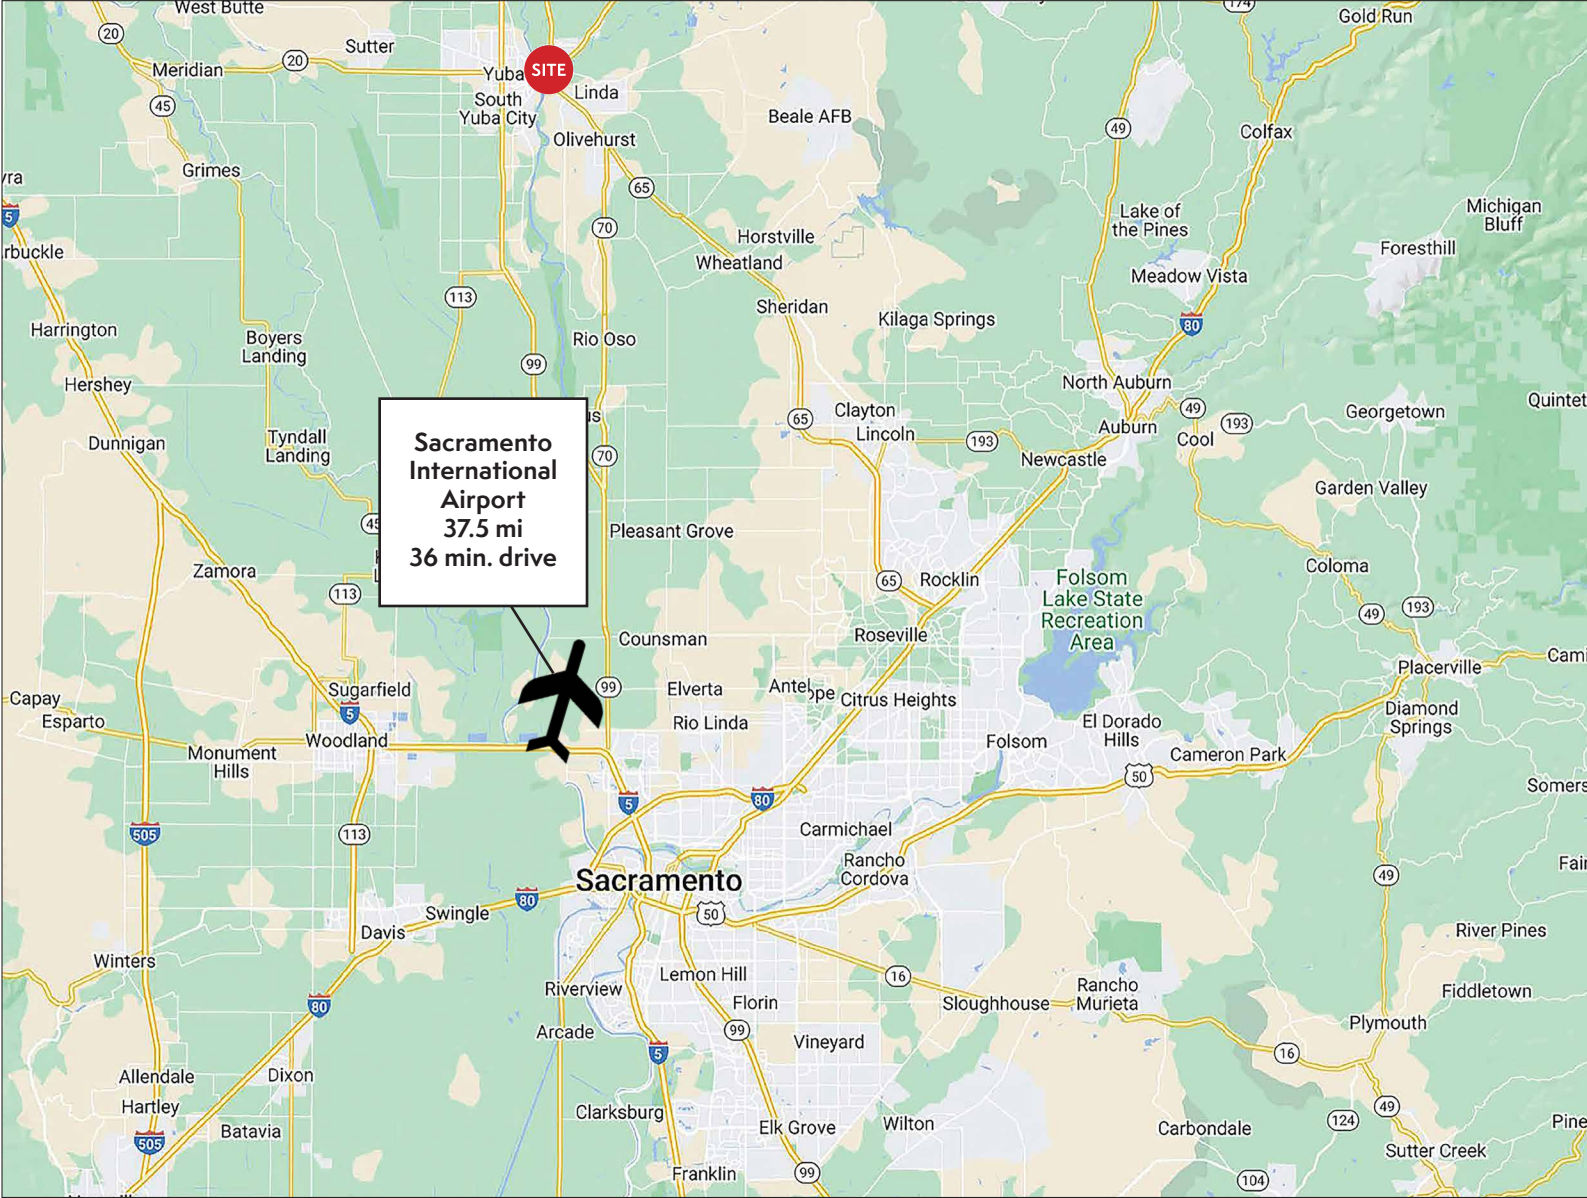 West Butte
174
Gold Run
20
Sutter
20
Meridian
Yuba
SITE
Linda
45
South
Yuba City
Beale AFB
49
Colfax
Olivehurst
Grimes
65
5
70
Lake of
the Pines
Michigan
Bluff
Horstville
Foresthill
Wheatland
Meadow Vista
113
Sheridan
Kilaga Springs
80
Harrington
Boyers
Landing
Rio Oso
99
Hershey
North Auburn
Clayton
65
49
193
Georgetown
Quintet
Auburn
Cool
Lincoln
193
Newcastle
Dunnigan
Tyndall
Landing
Sacramento
International
Airport
37.5 mi
36 min. drive
70
Garden Valley
45
Pleasant Grove
Zamora
113
65
Rocklin
Folsom
Lake State
Recreation
Area
Coloma
49
193
Counsman
Roseville
Placerville
Sugarfield
99
Elverta
Antelope
Citrus Heights
Capay
Esparto
5
Rio Linda
Diamond
Springs
Woodland
El Dorado
Hills
Folsom
Monument
Hills
Cameron Park
50
5
80
505
113
Carmichael
Rancho
Cordova
49
Sacramento
80
Swingle
50
Davis
River Pines
Winters
Lemon Hill
16
Riverview
Rancho
Murieta
Sloughhouse
Fiddletown
80
Florin
Arcade
99
Plymouth
Vineyard
5
16
Allendale
Dixon
Hartley
Clarksburg
49
Batavia
505
Elk Grove
Wilton
Carbondale
124
Sutter Creek
Franklin
99
104